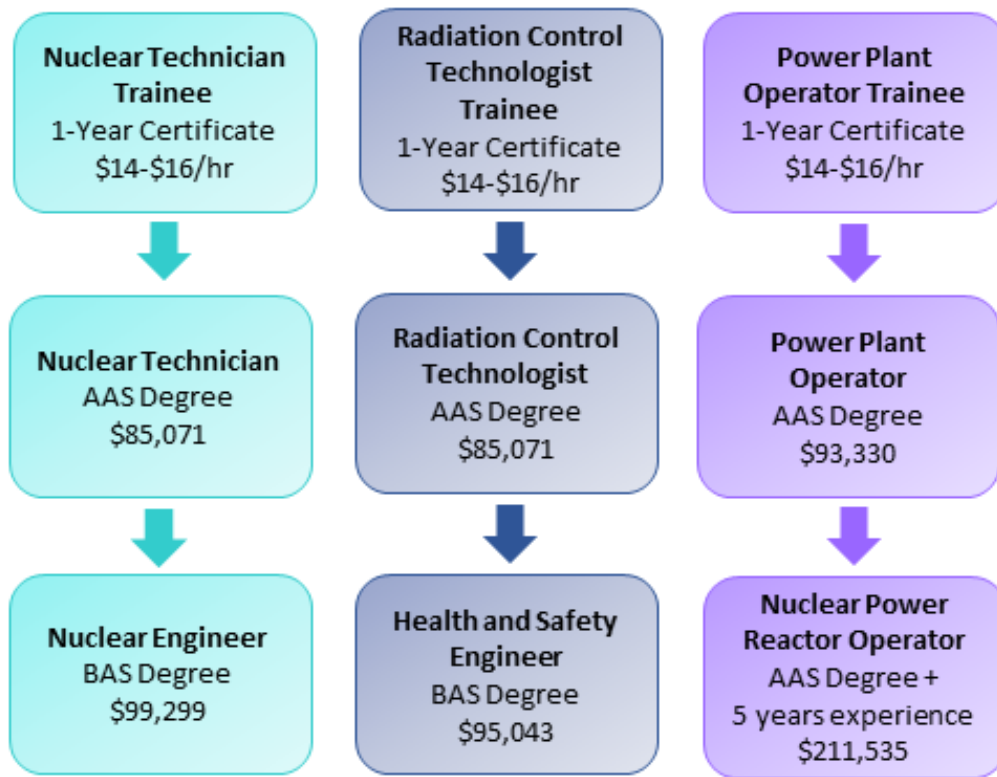 Nuclear Technician
Trainee
1-Year Certificate
$14-$16/hr
Radiation Control
Technologist
Trainee
1-Year Certificate
$14-$16/hr
Power Plant
Operator Trainee
1-Year Certificate
$14-$16/hr
Nuclear Technician
AAS Degree
$85,071
Radiation Control
Technologist
AAS Degree
$85,071
Power Plant
Operator
AAS Degree
$93,330
Nuclear Engineer
BAS Degree
$99,299
Health and Safety
Engineer
BAS Degree
$95,043
Nuclear Power
Reactor Operator
AAS Degree +
5 years experience
$211,535